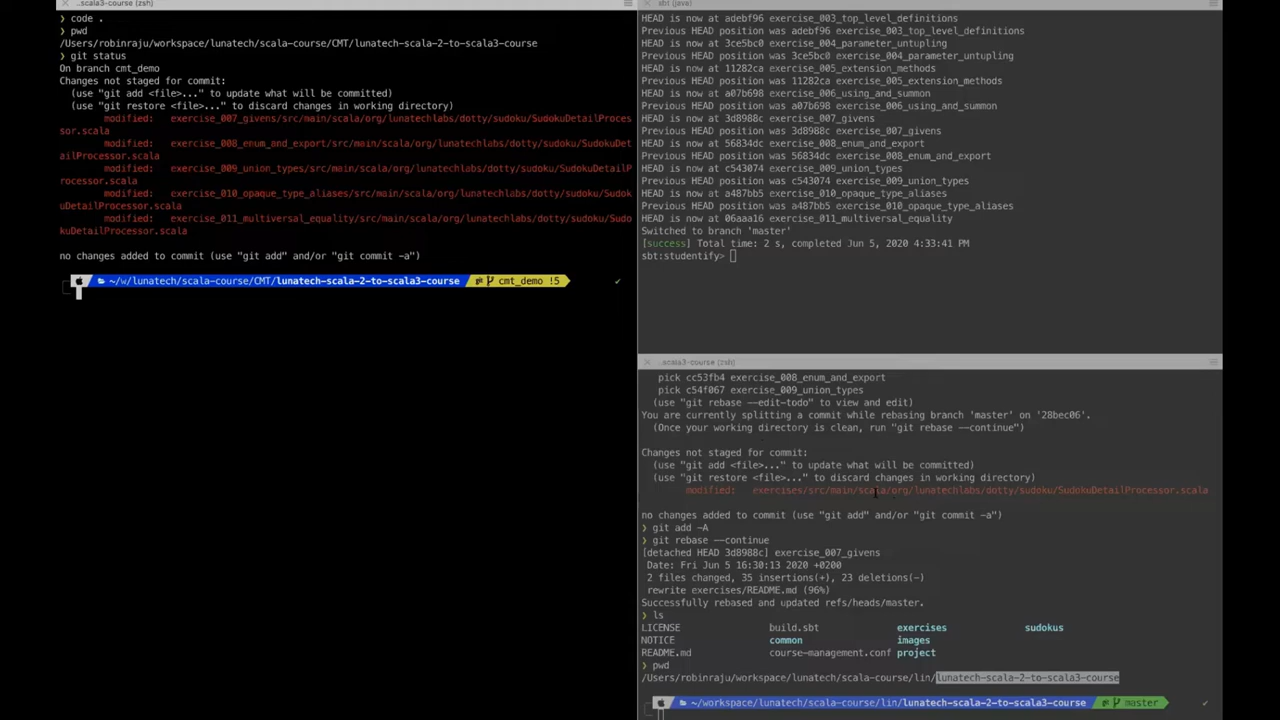 ..scala3-course (zsh)
❯ code .
❯ pwd
/Users/robinraju/workspace/lunatech/scala-course/CMT/lunatech-scala-2-to-scala3-course
❯ git status
On branch cmt_demo
Changes not staged for commit:
  (use "git add <file>..." to update what will be committed)
  (use "git restore <file>..." to discard changes in working directory)
        modified:   exercise_007_givens/src/main/scala/org/lunatechlabs/dotty/sudoku/SudokuDetailProces
sor.scala
        modified:   exercise_008_enum_and_export/src/main/scala/org/lunatechlabs/dotty/sudoku/SudokuDet
ailProcessor.scala
        modified:   exercise_009_union_types/src/main/scala/org/lunatechlabs/dotty/sudoku/SudokuDetailP
rocessor.scala
        modified:   exercise_010_opaque_type_aliases/src/main/scala/org/lunatechlabs/dotty/sudoku/Sudok
uDetailProcessor.scala
        modified:   exercise_011_multiversal_equality/src/main/scala/org/lunatechlabs/dotty/sudoku/Sudo
kuDetailProcessor.scala
no changes added to commit (use "git add" and/or "git commit -a")
~/w/lunatech/scala-course/CMT/lunatech-scala-2-to-scala3-course cmt_demo !5 ✓
sbt (java)
HEAD is now at adebf96 exercise_003_top_level_definitions
Previous HEAD position was adebf96 exercise_003_top_level_definitions
HEAD is now at 3ce5bc0 exercise_004_parameter_untupling
Previous HEAD position was 3ce5bc0 exercise_004_parameter_untupling
HEAD is now at 11282ca exercise_005_extension_methods
Previous HEAD position was 11282ca exercise_005_extension_methods
HEAD is now at a07b698 exercise_006_using_and_summon
Previous HEAD position was a07b698 exercise_006_using_and_summon
HEAD is now at 3d8988c exercise_007_givens
Previous HEAD position was 3d8988c exercise_007_givens
HEAD is now at 56834dc exercise_008_enum_and_export
Previous HEAD position was 56834dc exercise_008_enum_and_export
HEAD is now at c543074 exercise_009_union_types
Previous HEAD position was c543074 exercise_009_union_types
HEAD is now at a487bb5 exercise_010_opaque_type_aliases
Previous HEAD position was a487bb5 exercise_010_opaque_type_aliases
HEAD is now at 06aaa16 exercise_011_multiversal_equality
Switched to branch 'master'
[success] Total time: 2 s, completed Jun 5, 2020 4:33:41 PM
sbt:studentify>
..scala3-course (zsh)
   pick cc53fb4 exercise_008_enum_and_export
   pick c54f067 exercise_009_union_types
  (use "git rebase --edit-todo" to view and edit)
You are currently splitting a commit while rebasing branch 'master' on '28bec06'.
  (Once your working directory is clean, run "git rebase --continue")
Changes not staged for commit:
  (use "git add <file>..." to update what will be committed)
  (use "git restore <file>..." to discard changes in working directory)
        modified:   exercises/src/main/scala/org/lunatechlabs/dotty/sudoku/SudokuDetailProcessor.scala
no changes added to commit (use "git add" and/or "git commit -a")
❯ git add -A
❯ git rebase --continue
[detached HEAD 3d8988c] exercise_007_givens
 Date: Fri Jun 5 16:30:13 2020 +0200
 2 files changed, 35 insertions(+), 23 deletions(-)
 rewrite exercises/README.md (96%)
Successfully rebased and updated refs/heads/master.
❯ ls
LICENSE build.sbt exercises sudokus
NOTICE common images
README.md course-management.conf project
❯ pwd
/Users/robinraju/workspace/lunatech/scala-course/lin/lunatech-scala-2-to-scala3-course
~/workspace/lunatech/scala-course/lin/lunatech-scala-2-to-scala3-course master ✓